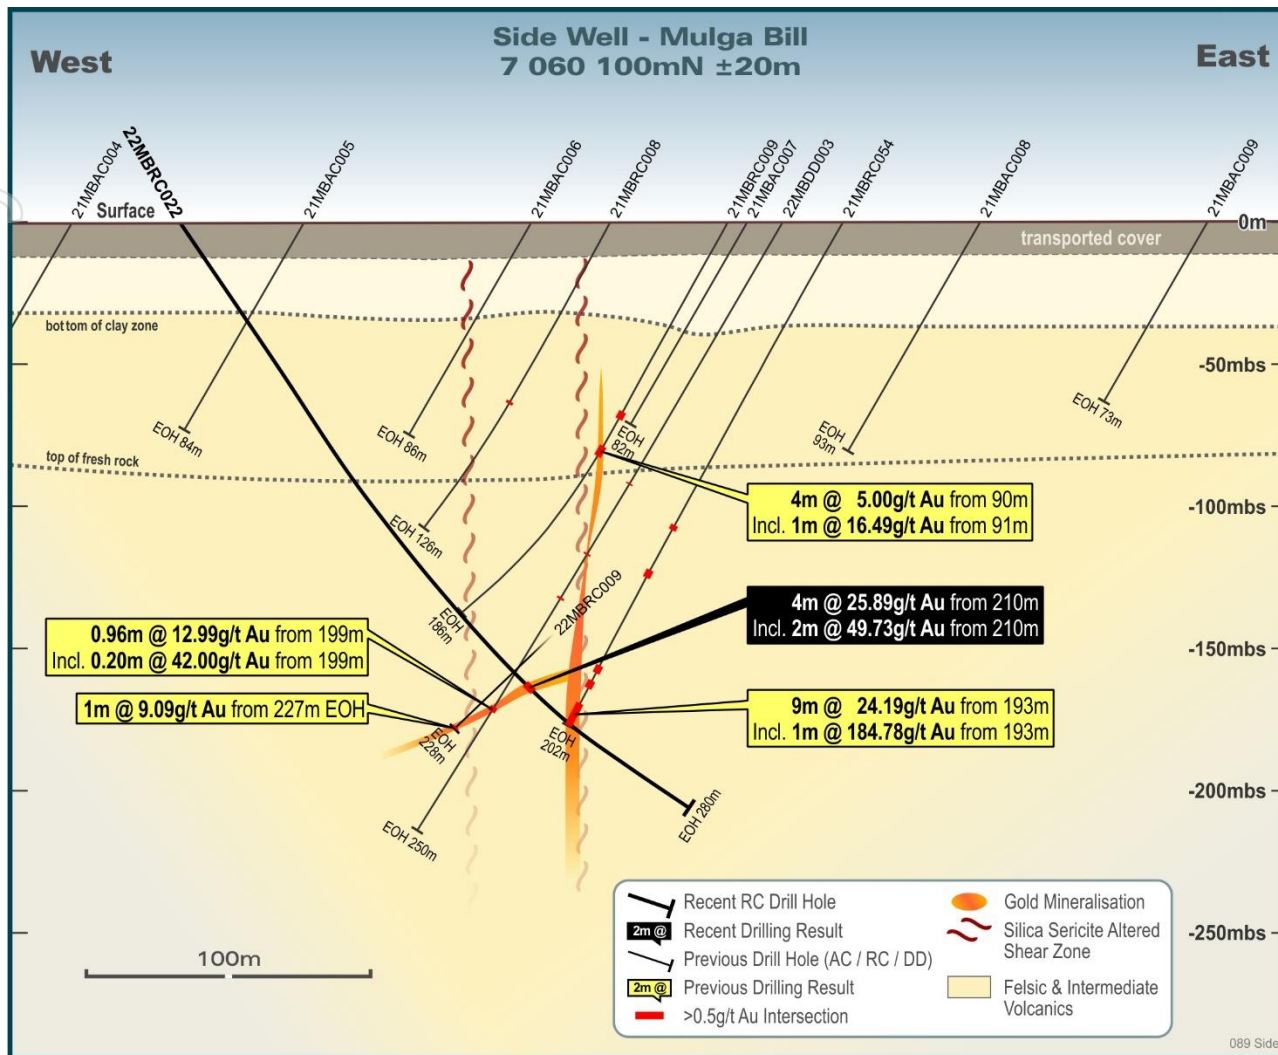 Side Well - Mulga Bill
7 060 100mN ±20m
West
East
21MBAC004
22MBRC022
21MBAC005
21MBAC006
21MBRC008
21MBRC009
21MBAC007
22MBDD003
21MBRC054
21MBAC008
21MBAC009
Surface
0m
transported cover
bottom of clay zone
-50mbs
EOH 84m
EOH 86m
EOH
82m
EOH
93m
EOH 73m
top of fresh rock
4m @ 5.00g/t Au from 90m
Incl. 1m @ 16.49g/t Au from 91m
-100mbs
EOH 126m
22MBRC009
EOH
186m
4m @ 25.89g/t Au from 210m
Incl. 2m @ 49.73g/t Au from 210m
0.96m @ 12.99g/t Au from 199m
Incl. 0.20m @ 42.00g/t Au from 199m
-150mbs
1m @ 9.09g/t Au from 227m EOH
9m @ 24.19g/t Au from 193m
Incl. 1m @ 184.78g/t Au from 193m
EOH
228m
EOH
202m
-200mbs
EOH 250m
EOH 280m
-250mbs
100m
Recent RC Drill Hole
2m @
Recent Drilling Result
Previous Drill Hole (AC / RC / DD)
2m @
Previous Drilling Result
>0.5g/t Au Intersection
Gold Mineralisation
Silica Sericite Altered
Shear Zone
Felsic & Intermediate
Volcanics
089 Side